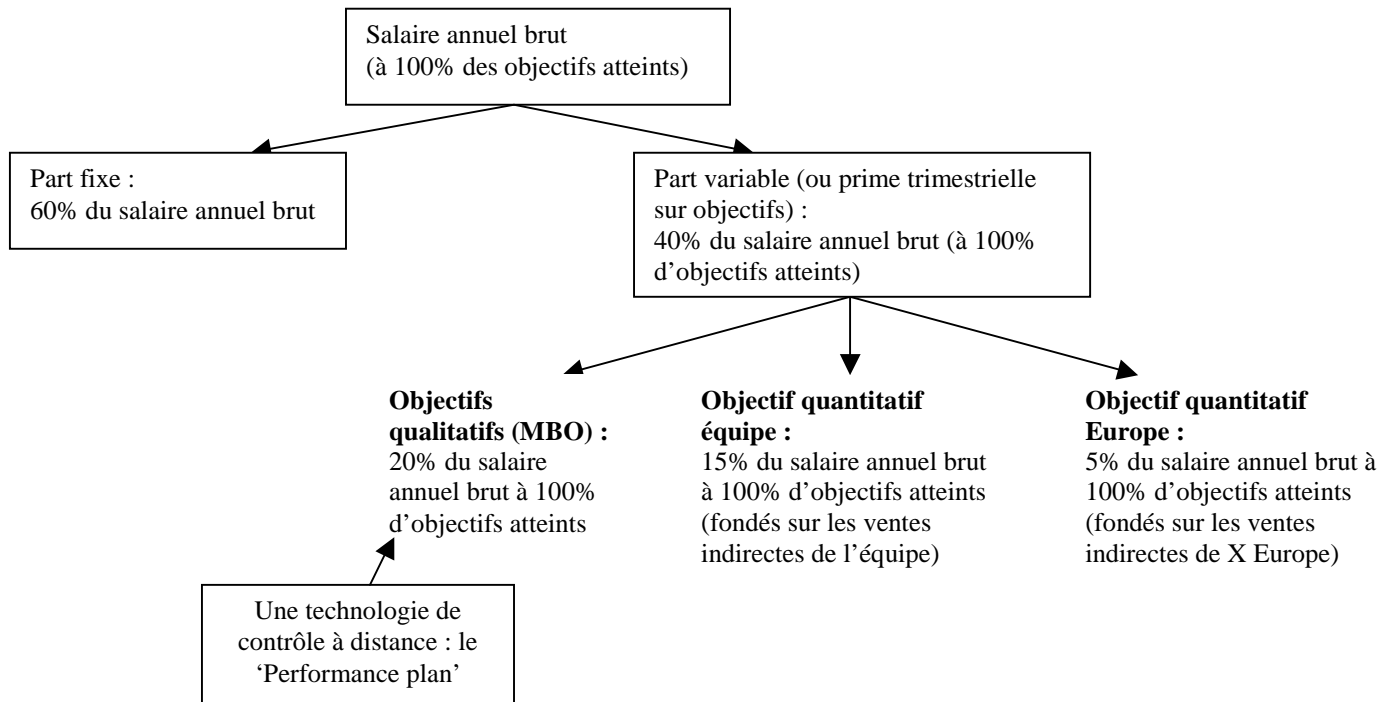 Salaire annuel brut
(à 100% des objectifs atteints)
Part fixe :
60% du salaire annuel brut
Part variable (ou prime trimestrielle
sur objectifs) :
40% du salaire annuel brut (à 100%
d’objectifs atteints)
Objectifs
qualitatifs (MBO) :
20% du salaire
annuel brut à 100%
d’objectifs atteints
Objectif quantitatif
équipe :
15% du salaire annuel brut
à 100% d’objectifs atteints
(fondés sur les ventes
indirectes de l’équipe)
Objectif quantitatif
Europe :
5% du salaire annuel brut à
100% d’objectifs atteints
(fondés sur les ventes
indirectes de X Europe)
Une technologie de
contrôle à distance : le
‘Performance plan’